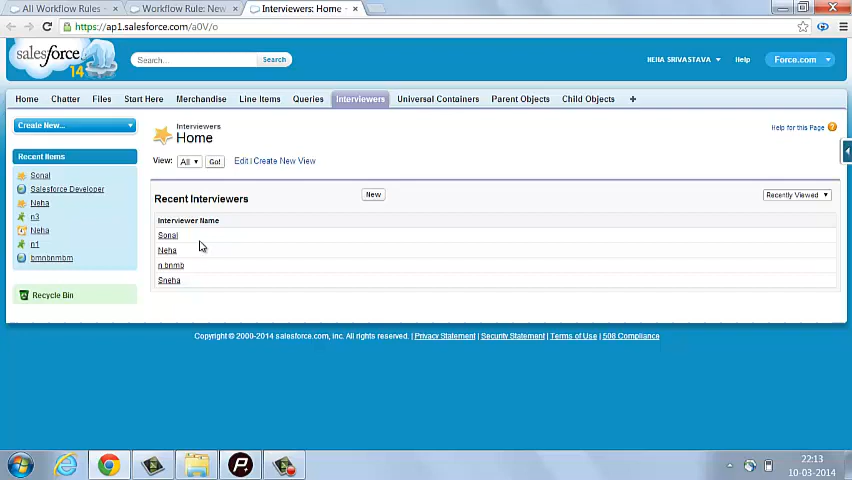 All Workflow Rules -
Workflow Rule: New
Interviewers: Home -
https://ap1.salesforce.com/a0V/o
salesforce
14
Search...
Search
NEHA SRIVASTAVA
Help
Force.com
Home
Chatter
Files
Start Here
Merchandise
Line Items
Queries
Interviewers
Universal Containers
Parent Objects
Child Objects
+
Create New...
Recent Items
Sonal
Salesforce Developer
Neha
n3
Neha
n1
bmnbnmbm
Recycle Bin
Interviewers
Home
Help for this Page ?
View: All Go! Edit | Create New View
Recent Interviewers
New
Recently Viewed
Interviewer Name
Sonal
Neha
n bnmb
Sneha
Copyright © 2000-2014 salesforce.com, inc. All rights reserved. | Privacy Statement | Security Statement | Terms of Use | 508 Compliance
22:13
10-03-2014